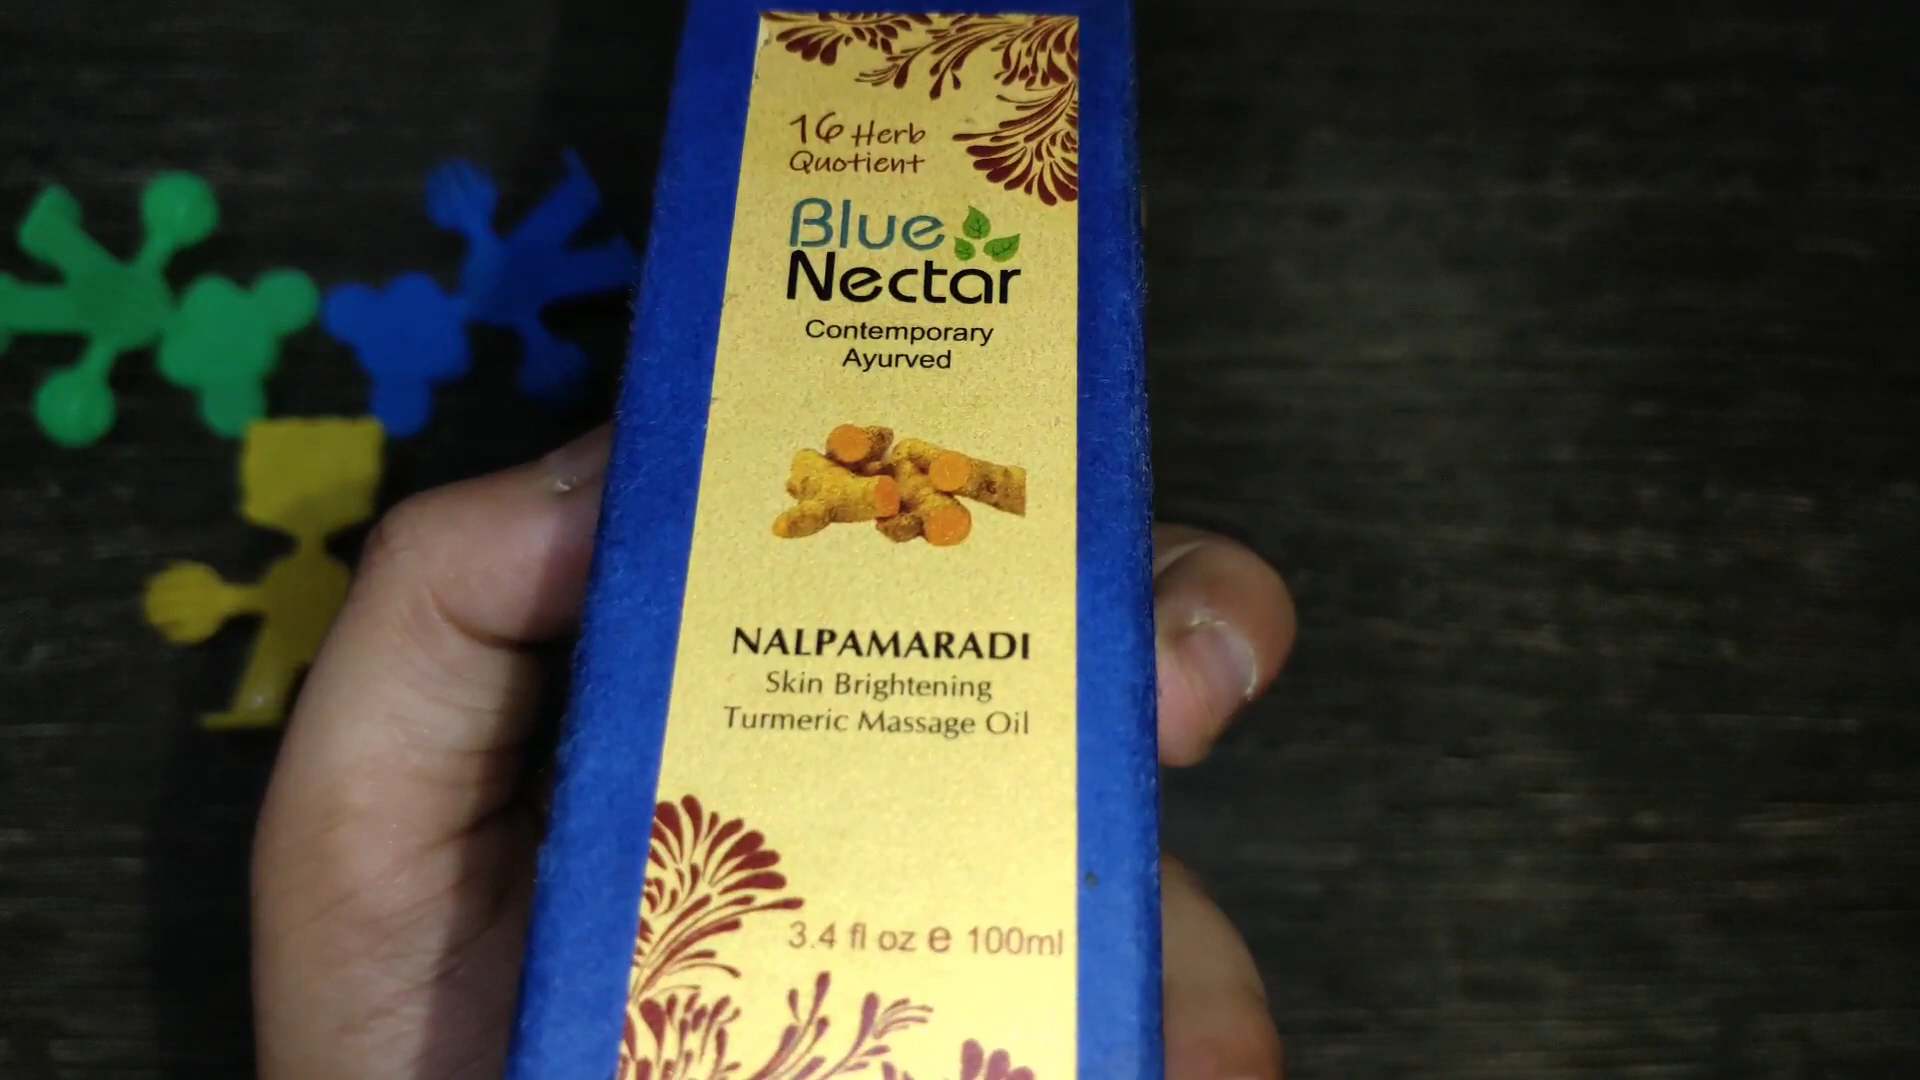 16 Herb
Quotient
Blue
Nectar
Contemporary
Ayurved
NALPAMARADI
Skin Brightening
Turmeric Massage Oil
3.4 fl oz e 100ml